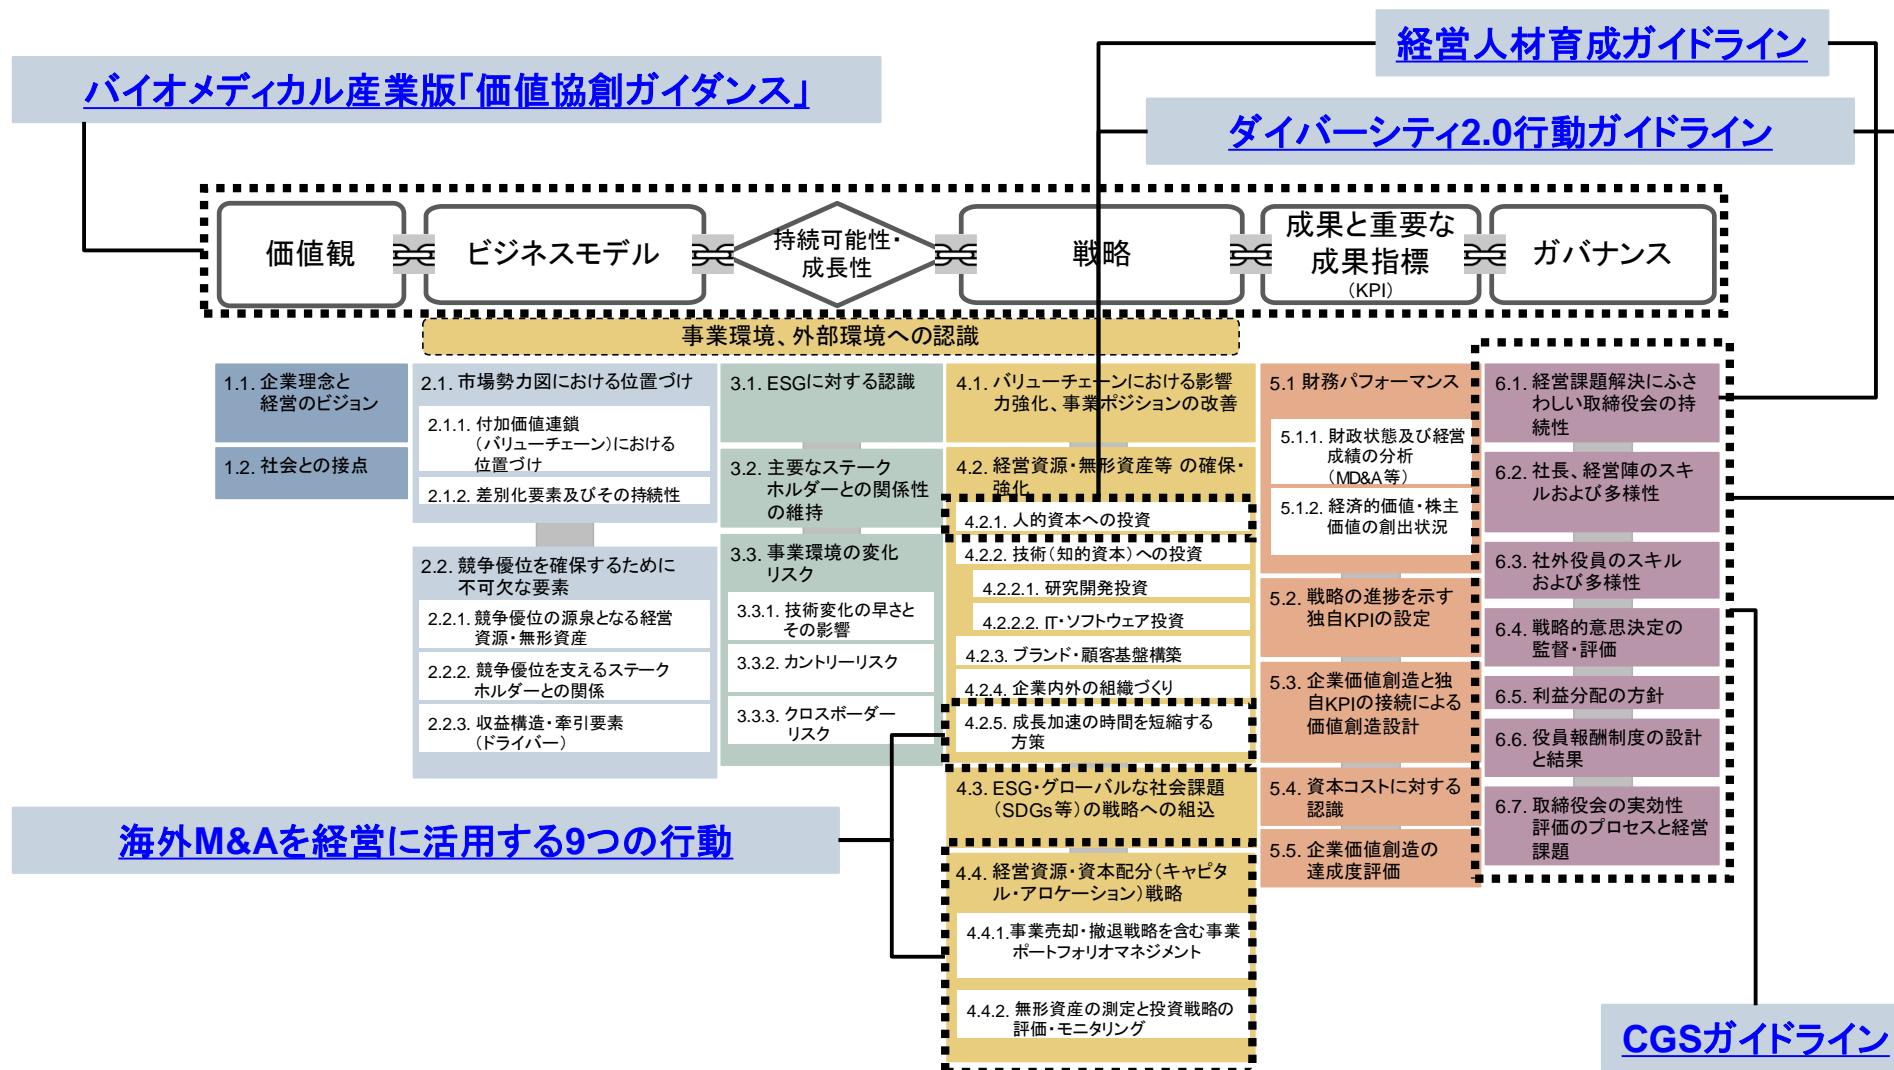 経営人材育成ガイドライン
バイオメディカル産業版「価値協創ガイダンス」
ダイバーシティ2.0行動ガイドライン
価値観
ビジネスモデル
持続可能性・
成長性
戦略
成果と重要な
成果指標
（KPI）
ガバナンス
事業環境、外部環境への認識
1.1. 企業理念と
経営のビジョン
1.2. 社会との接点
2.1. 市場勢力図における位置づけ
2.1.1. 付加価値連鎖
（バリューチェーン）における
位置づけ
2.1.2. 差別化要素及びその持続性
2.2. 競争優位を確保するために
不可欠な要素
2.2.1. 競争優位の源泉となる経営
資源・無形資産
2.2.2. 競争優位を支えるステーク
ホルダーとの関係
2.2.3. 収益構造・牽引要素
（ドライバー）
3.1. ESGに対する認識
3.2. 主要なステーク
ホルダーとの関係性
の維持
3.3. 事業環境の変化
リスク
3.3.1. 技術変化の早さと
その影響
3.3.2. カントリーリスク
3.3.3. クロスボーダー
リスク
4.1. バリューチェーンにおける影響
力強化、事業ポジションの改善
4.2. 経営資源・無形資産等 の確保・
強化
4.2.1. 人的資本への投資
4.2.2. 技術（知的資本）への投資
4.2.2.1. 研究開発投資
4.2.2.2. IT・ソフトウェア投資
4.2.3. ブランド・顧客基盤構築
4.2.4. 企業内外の組織づくり
4.2.5. 成長加速の時間を短縮する
方策
4.3. ESG・グローバルな社会課題
（SDGs等）の戦略への組込
4.4. 経営資源・資本配分（キャピタ
ル・アロケーション）戦略
4.4.1.事業売却・撤退戦略を含む事業
ポートフォリオマネジメント
4.4.2. 無形資産の測定と投資戦略の
評価・モニタリング
5.1 財務パフォーマンス
5.1.1. 財政状態及び経営
成績の分析
（MD&A等）
5.1.2. 経済的価値・株主
価値の創出状況
5.2. 戦略の進捗を示す
独自KPIの設定
5.3. 企業価値創造と独
自KPIの接続による
価値創造設計
5.4. 資本コストに対する
認識
5.5. 企業価値創造の
達成度評価
6.1. 経営課題解決にふさ
わしい取締役会の持
続性
6.2. 社長、経営陣のスキ
ルおよび多様性
6.3. 社外役員のスキル
および多様性
6.4. 戦略的意思決定の
監督・評価
6.5. 利益分配の方針
6.6. 役員報酬制度の設計
と結果
6.7. 取締役会の実効性
評価のプロセスと経営
課題
海外M&Aを経営に活用する9つの行動
CGSガイドライン